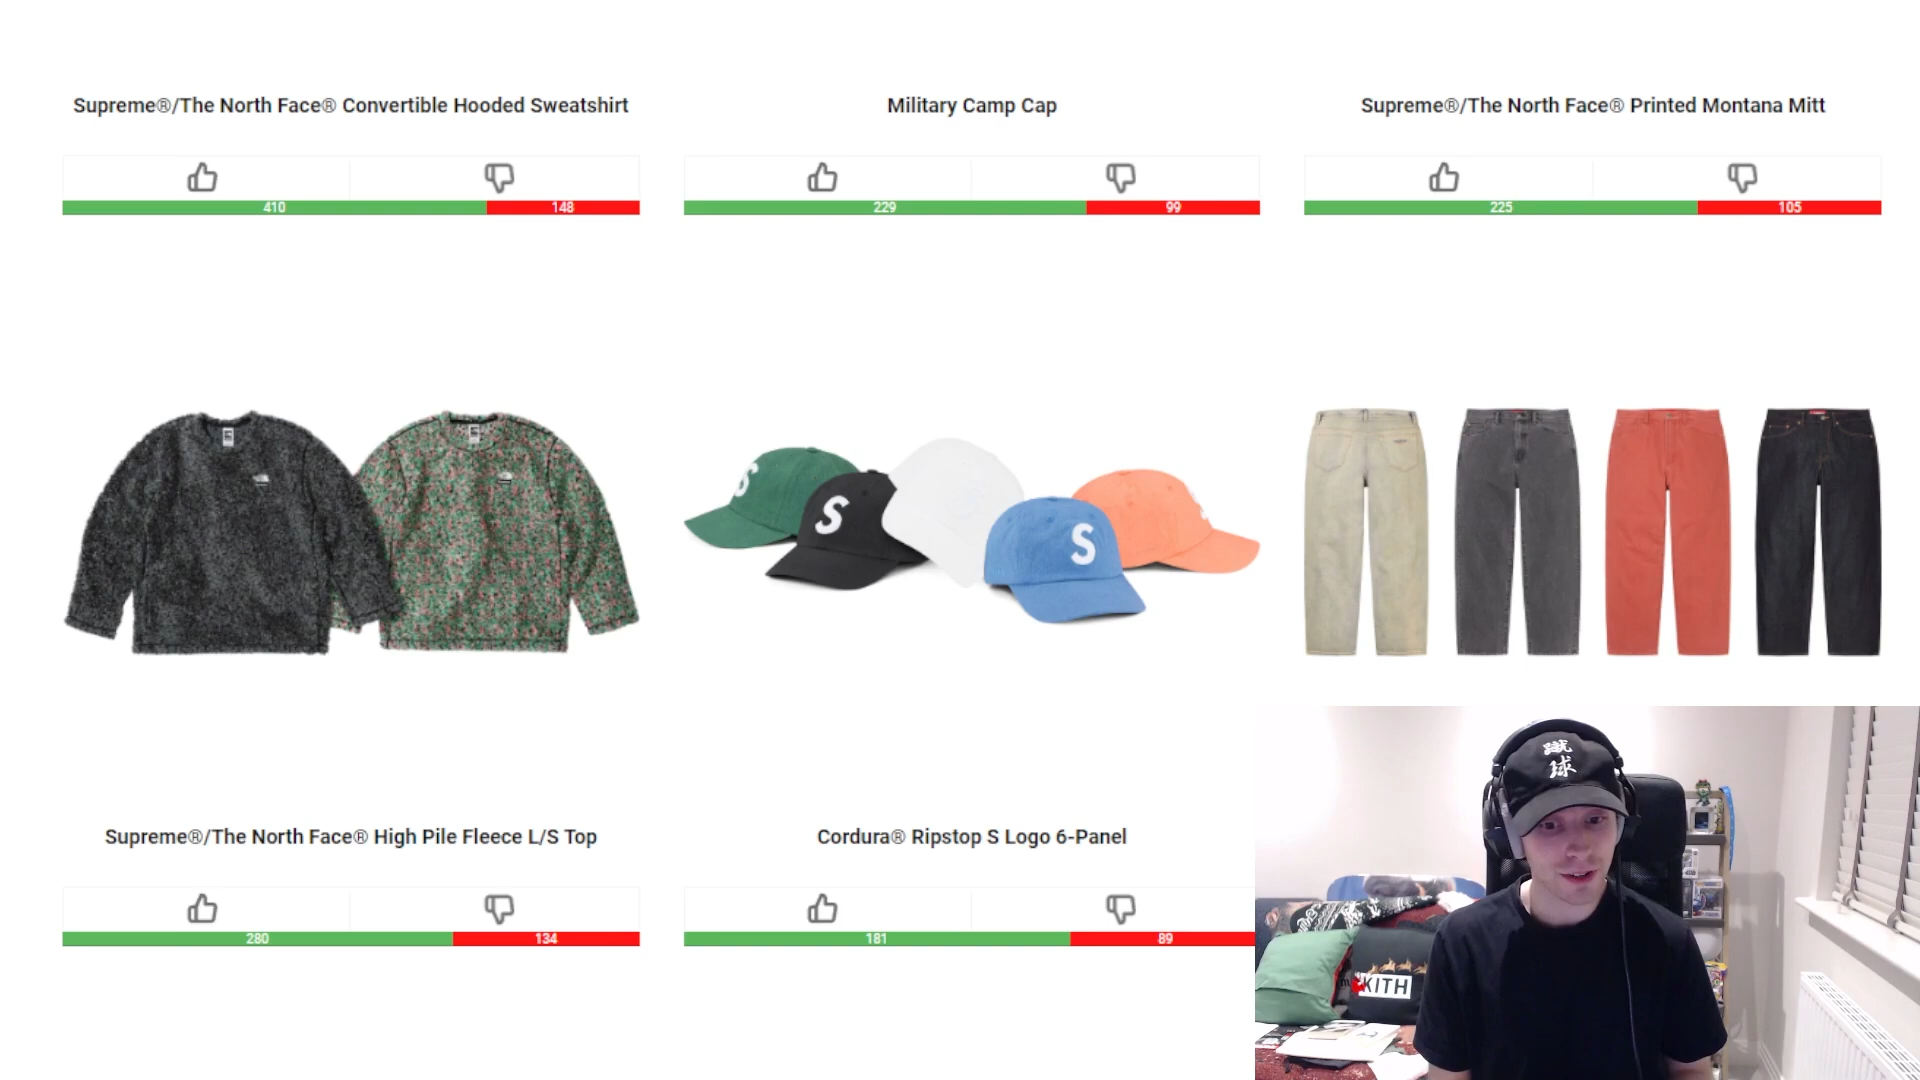 Supreme®/The North Face® Convertible Hooded Sweatshirt
Military Camp Cap
Supreme®/The North Face® Printed Montana Mitt
410
148
229
99
225
105
S
S
S
Supreme®/The North Face® High Pile Fleece L/S Top
Cordura® Ripstop S Logo 6-Panel
280
134
181
89
蹴
球
KITH